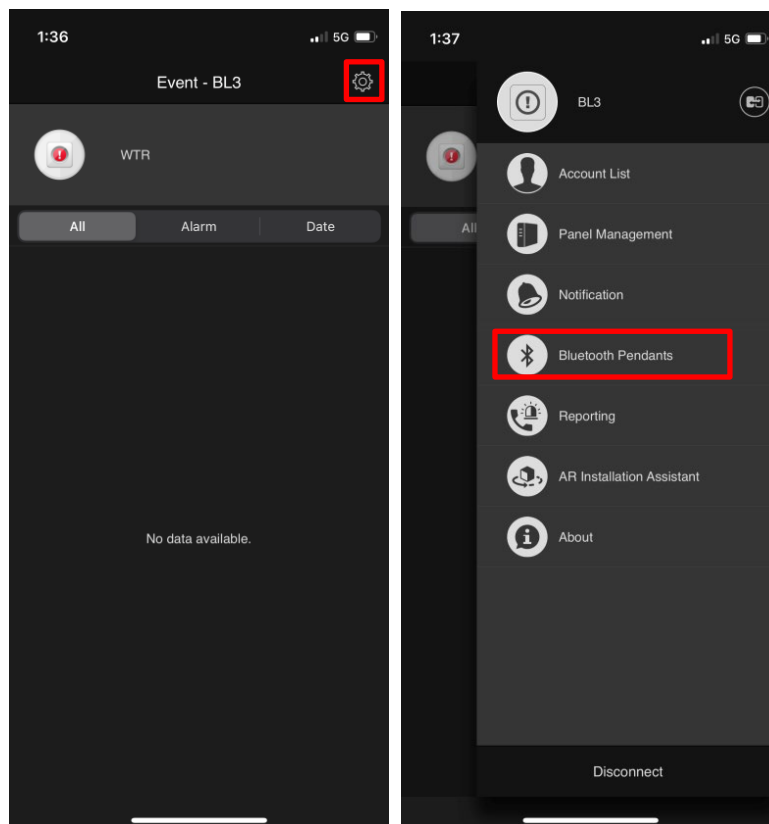 1:36
5G
Event - BL3
WTR
All
Alarm
Date
No data available.
1:37
5G
BL3
All
Account List
Panel Management
Notification
Bluetooth Pendants
Reporting
AR Installation Assistant
About
Disconnect